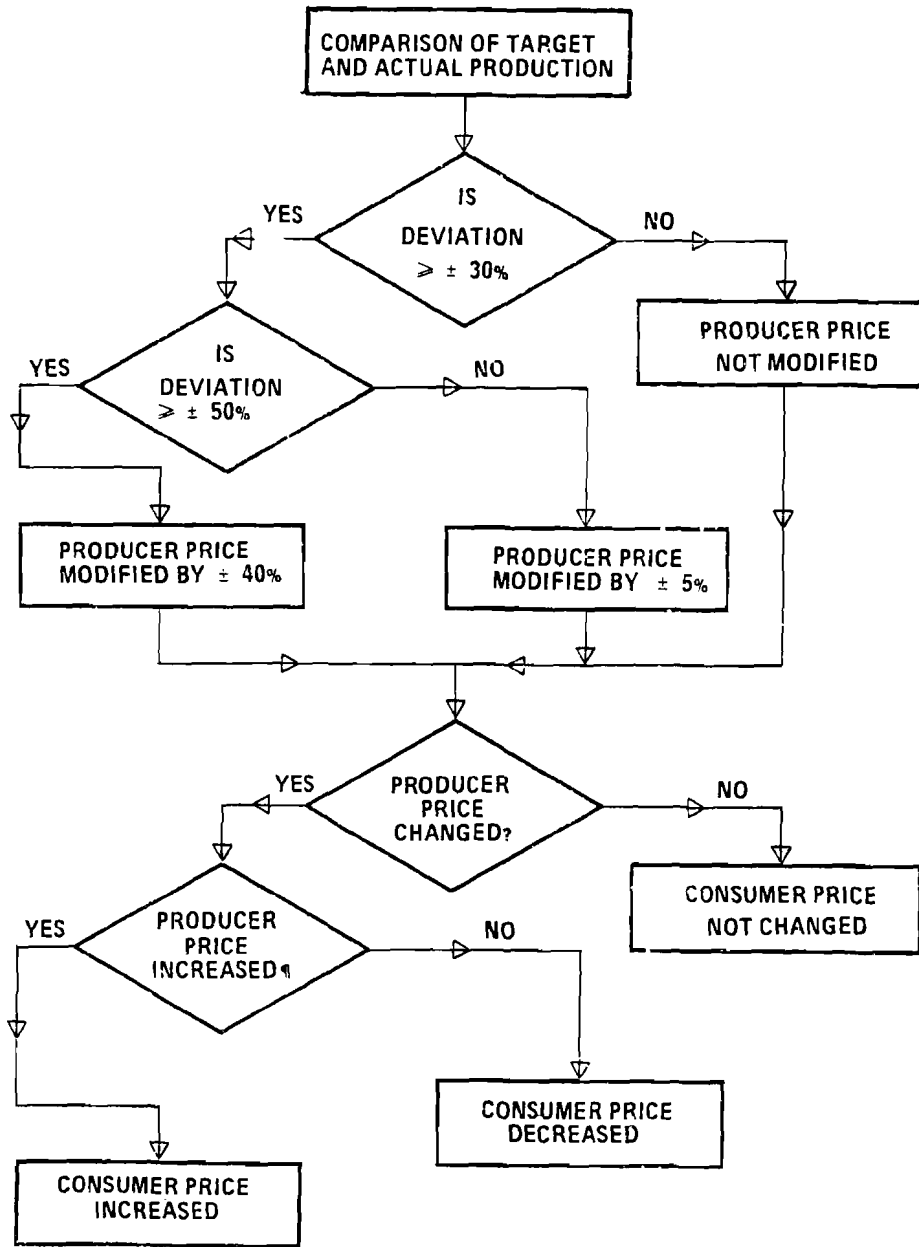 COMPARISON OF TARGET
AND ACTUAL PRODUCTION
IS
DEVIATION
⩾ ± 30%
YES
NO
PRODUCER PRICE
NOT MODIFIED
IS
DEVIATION
⩾ ± 50%
YES
NO
PRODUCER PRICE
MODIFIED BY ± 40%
PRODUCER PRICE
MODIFIED BY ± 5%
PRODUCER
PRICE
CHANGED?
YES
NO
CONSUMER PRICE
NOT CHANGED
PRODUCER
PRICE
INCREASED¶
YES
NO
CONSUMER PRICE
DECREASED
CONSUMER PRICE
INCREASED